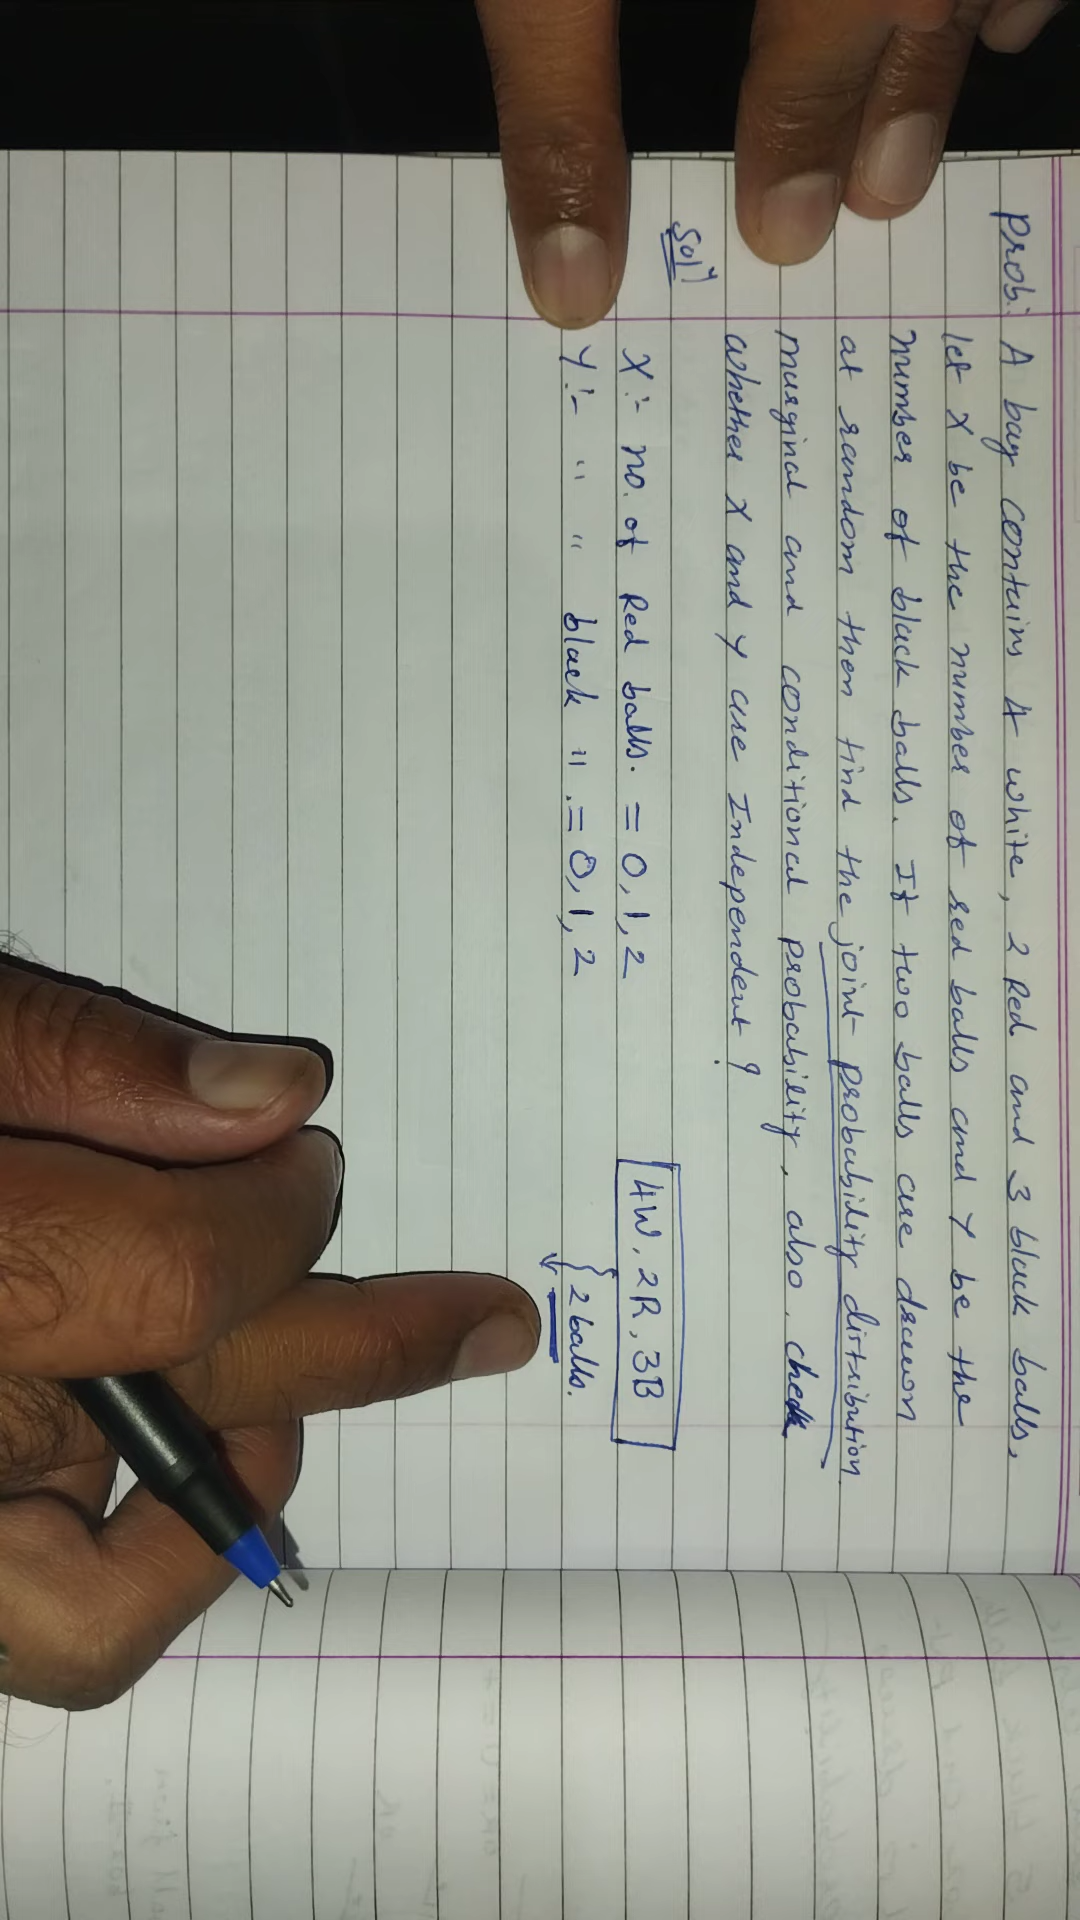 Prob: A bag contains 4 white, 2 Red and 3 black balls.
let X be the number of red balls and Y be the
number of black balls. If two balls are drawn
at random then find the joint probability distribution.
marginal and conditional probability, also, check
whether X and Y are Independent?
Solⁿ
X:- no. of Red balls. = 0, 1, 2
4W, 2R, 3B
Y:- " " black " . = 0, 1, 2
{ 2 balls.